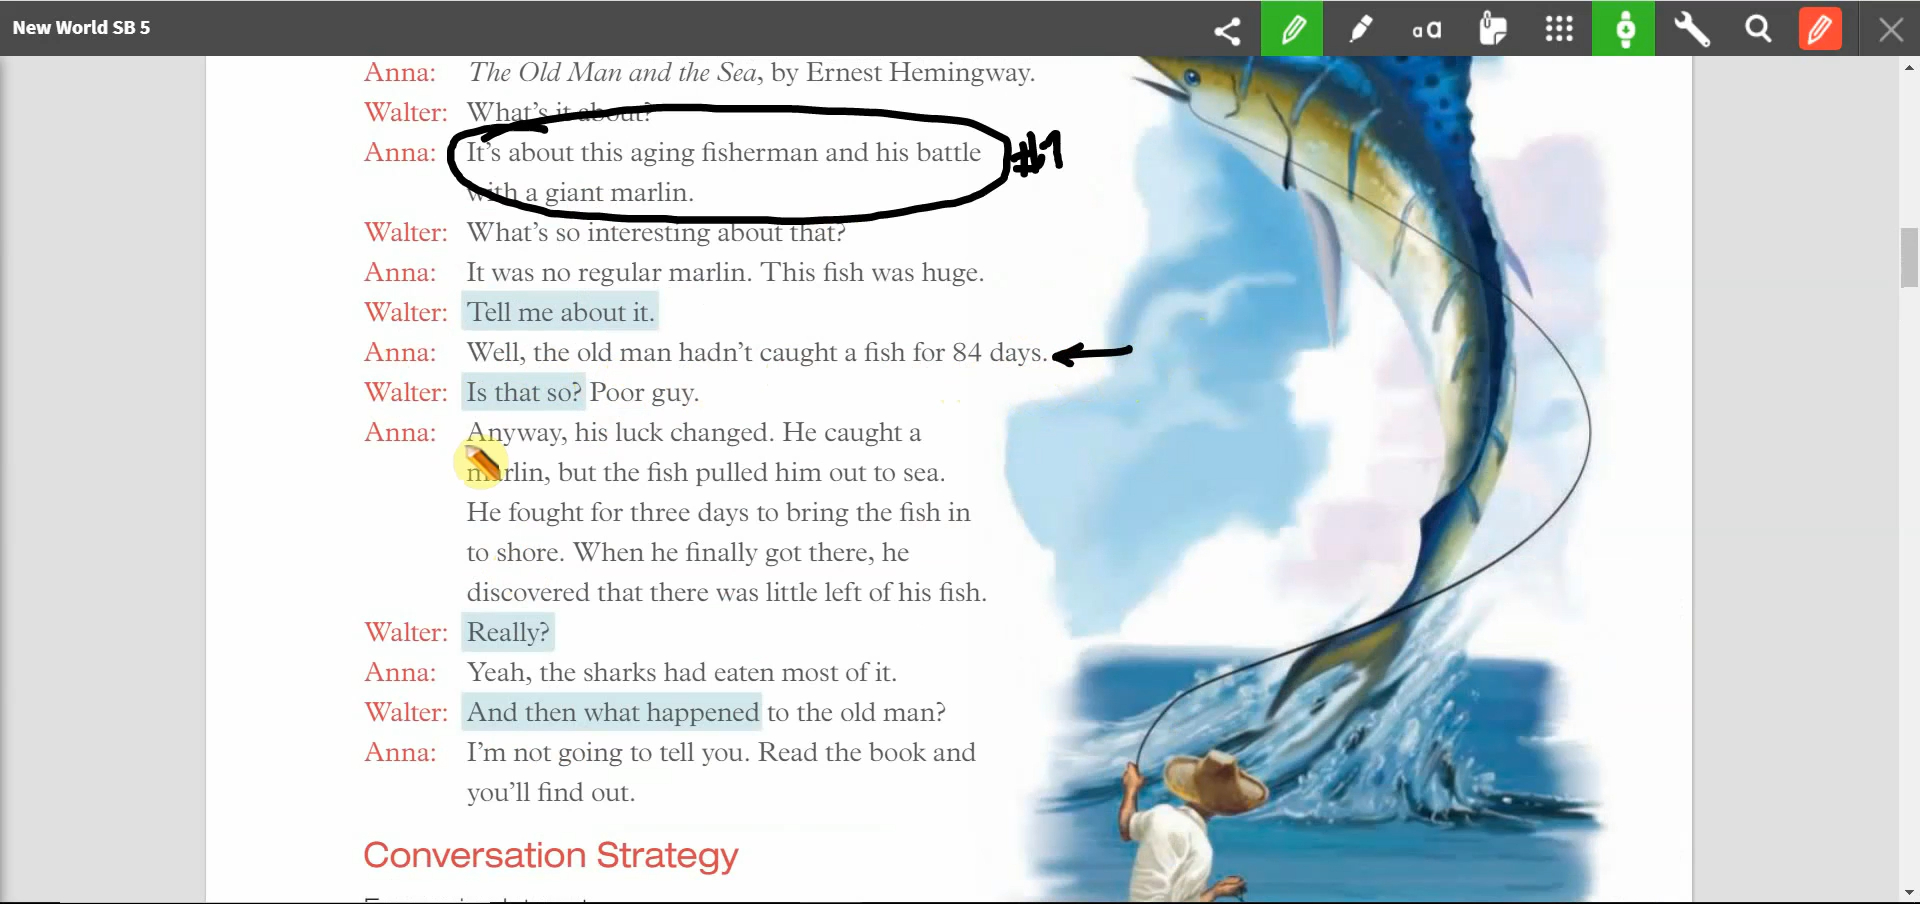 New World SB 5
aa
Anna: The Old Man and the Sea, by Ernest Hemingway.
Walter: What's it about?
Anna: It's about this aging fisherman and his battle #1
with a giant marlin.
Walter: What's so interesting about that?
Anna: It was no regular marlin. This fish was huge.
Walter: Tell me about it.
Anna: Well, the old man hadn't caught a fish for 84 days.
Walter: Is that so? Poor guy.
Anna: Anyway, his luck changed. He caught a
marlin, but the fish pulled him out to sea.
He fought for three days to bring the fish in
to shore. When he finally got there, he
discovered that there was little left of his fish.
Walter: Really?
Anna: Yeah, the sharks had eaten most of it.
Walter: And then what happened to the old man?
Anna: I'm not going to tell you. Read the book and
you'll find out.
Conversation Strategy